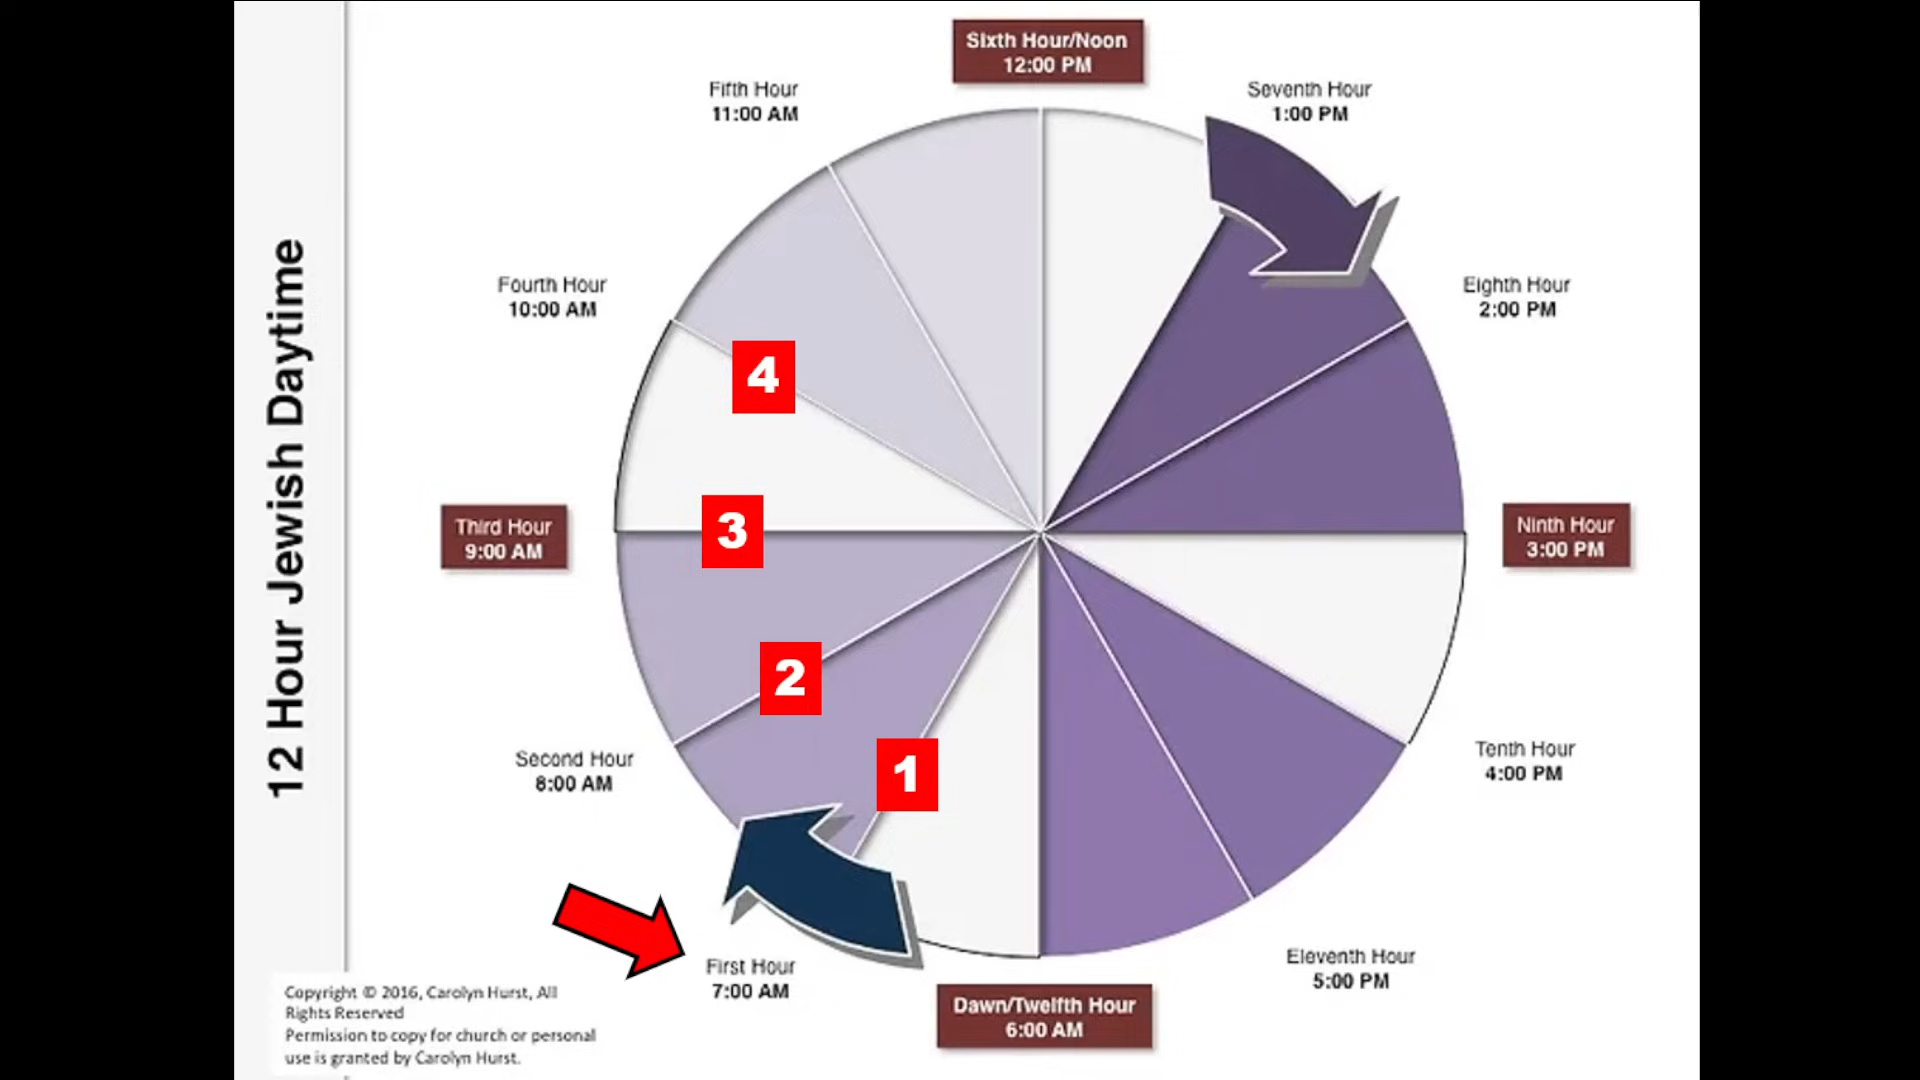 12 Hour Jewish Daytime
Sixth Hour/Noon
12:00 PM
Fifth Hour
11:00 AM
Seventh Hour
1:00 PM
Fourth Hour
10:00 AM
Eighth Hour
2:00 PM
4
Third Hour
9:00 AM
3
Ninth Hour
3:00 PM
2
Second Hour
8:00 AM
1
Tenth Hour
4:00 PM
First Hour
7:00 AM
Eleventh Hour
5:00 PM
Dawn/Twelfth Hour
6:00 AM
Copyright © 2016, Carolyn Hurst, All
Rights Reserved
Permission to copy for church or personal
use is granted by Carolyn Hurst.